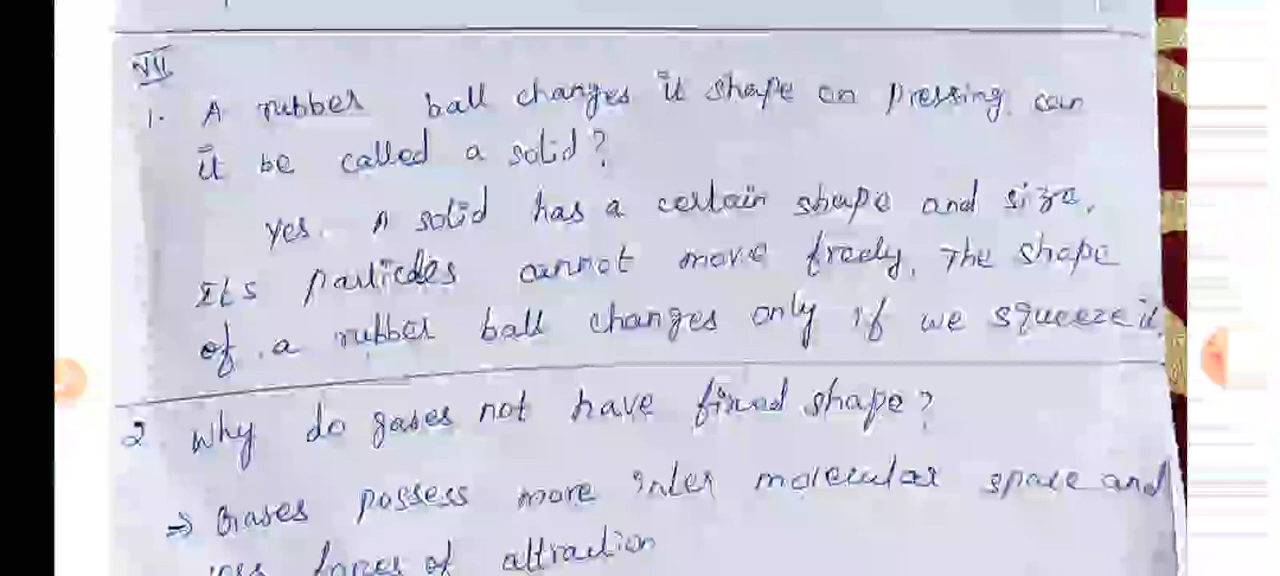 VII
1. A rubber ball changes it shape on pressing. can
it be called a solid?
Yes. A solid has a certain shape and size.
Its particles cannot move freely. The shape
of a rubber ball changes only if we squeeze it.
2. Why do gases not have fixed shape?
⇒ Gases possess more inter molecular space and
less forces of attraction